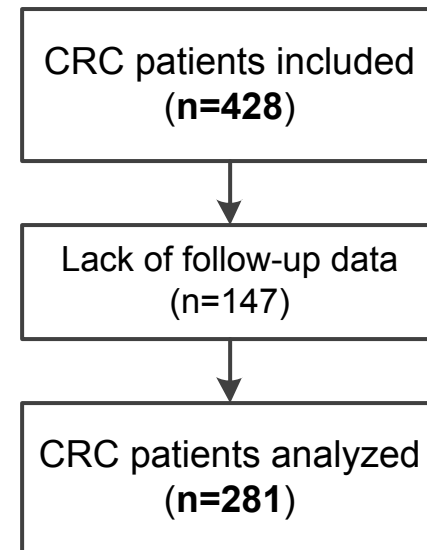 CRC patients included
(n=428)
Lack of follow-up data
(n=147)
CRC patients analyzed
(n=281)